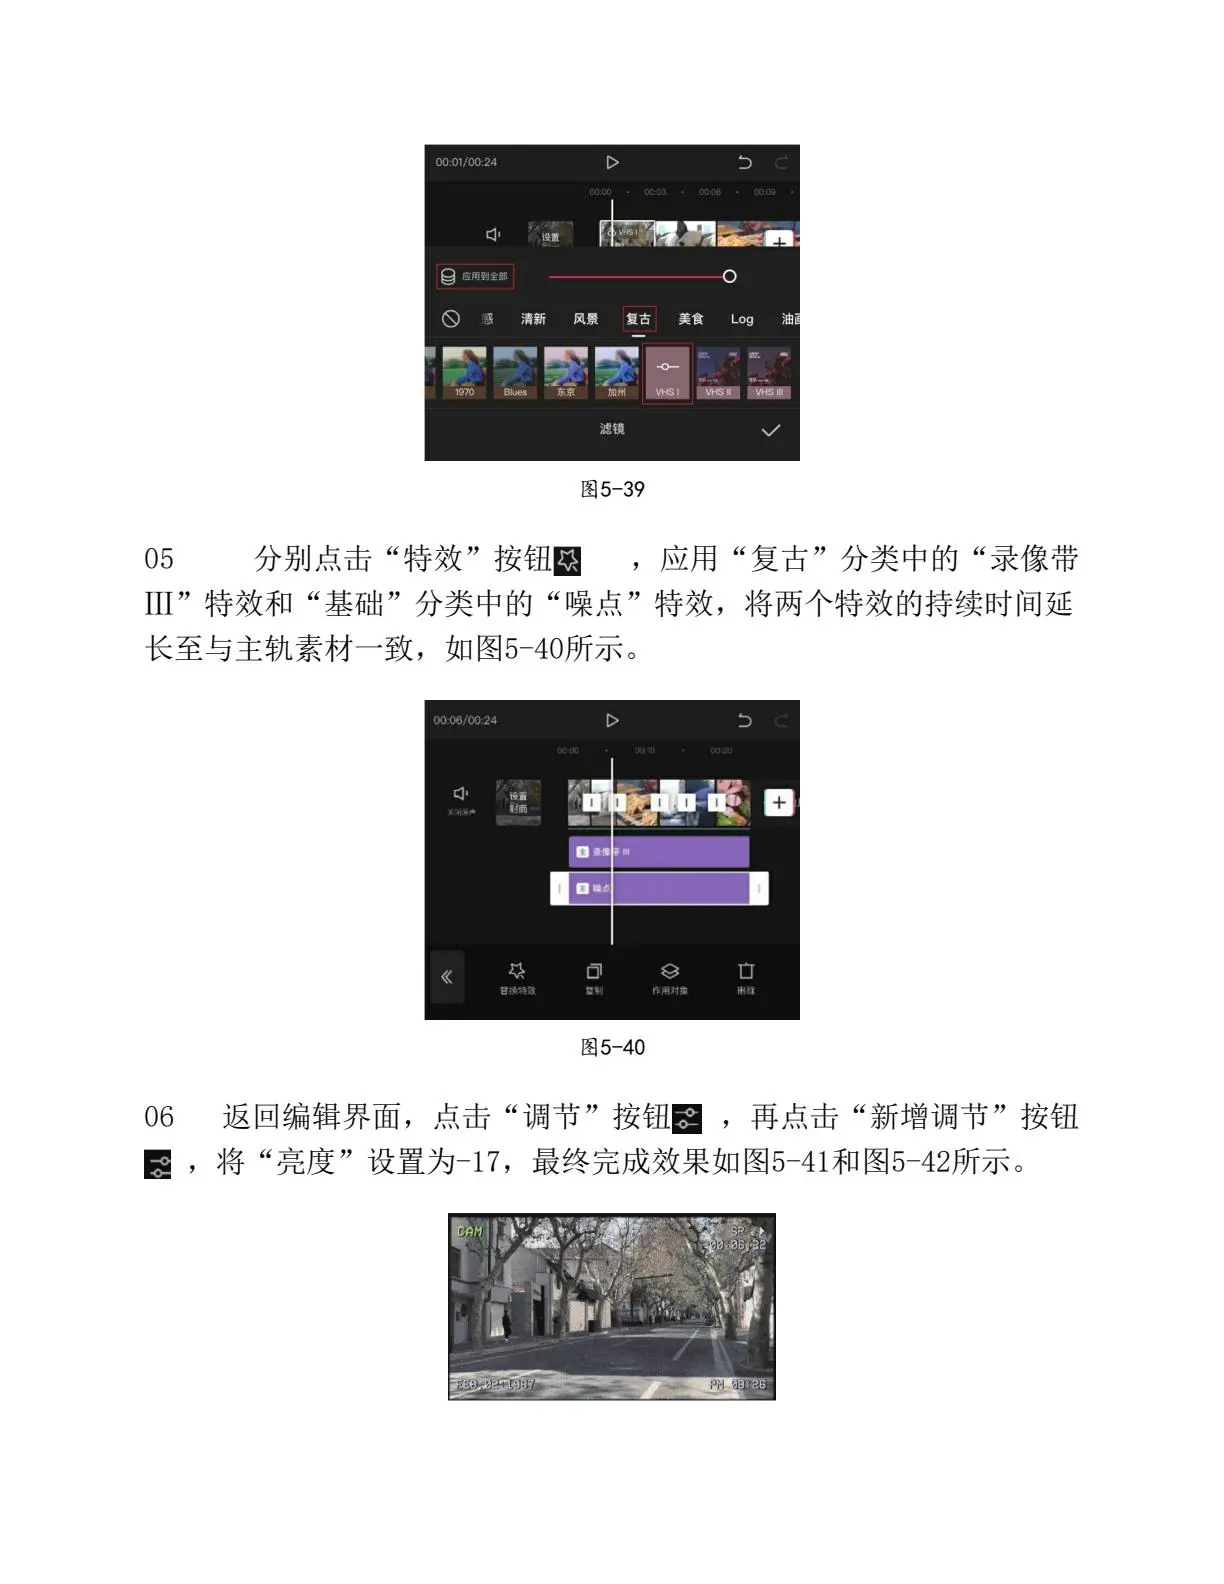 00:01/00:24
00:00 · 00:03 · 00:06 · 00:09
设置
VHS I
应用到全部
感 清新 风景 复古 美食 Log 油画
1970 Blues 东京 加州 VHS I VHS II VHS III
滤镜
图5-39
05 分别点击“特效”按钮 ，应用“复古”分类中的“录像带
Ⅲ”特效和“基础”分类中的“噪点”特效，将两个特效的持续时间延
长至与主轨素材一致，如图5-40所示。
00:06/00:24
00:00 · 00:10 · 00:20
关闭原声 设置
封面
主 录像带 III
主 噪点
替换特效 复制 作用对象 删除
图5-40
06 返回编辑界面，点击“调节”按钮 ，再点击“新增调节”按钮
，将“亮度”设置为-17，最终完成效果如图5-41和图5-42所示。
CAM SP
00:06:22
FEB.02.1987 PM 08:26